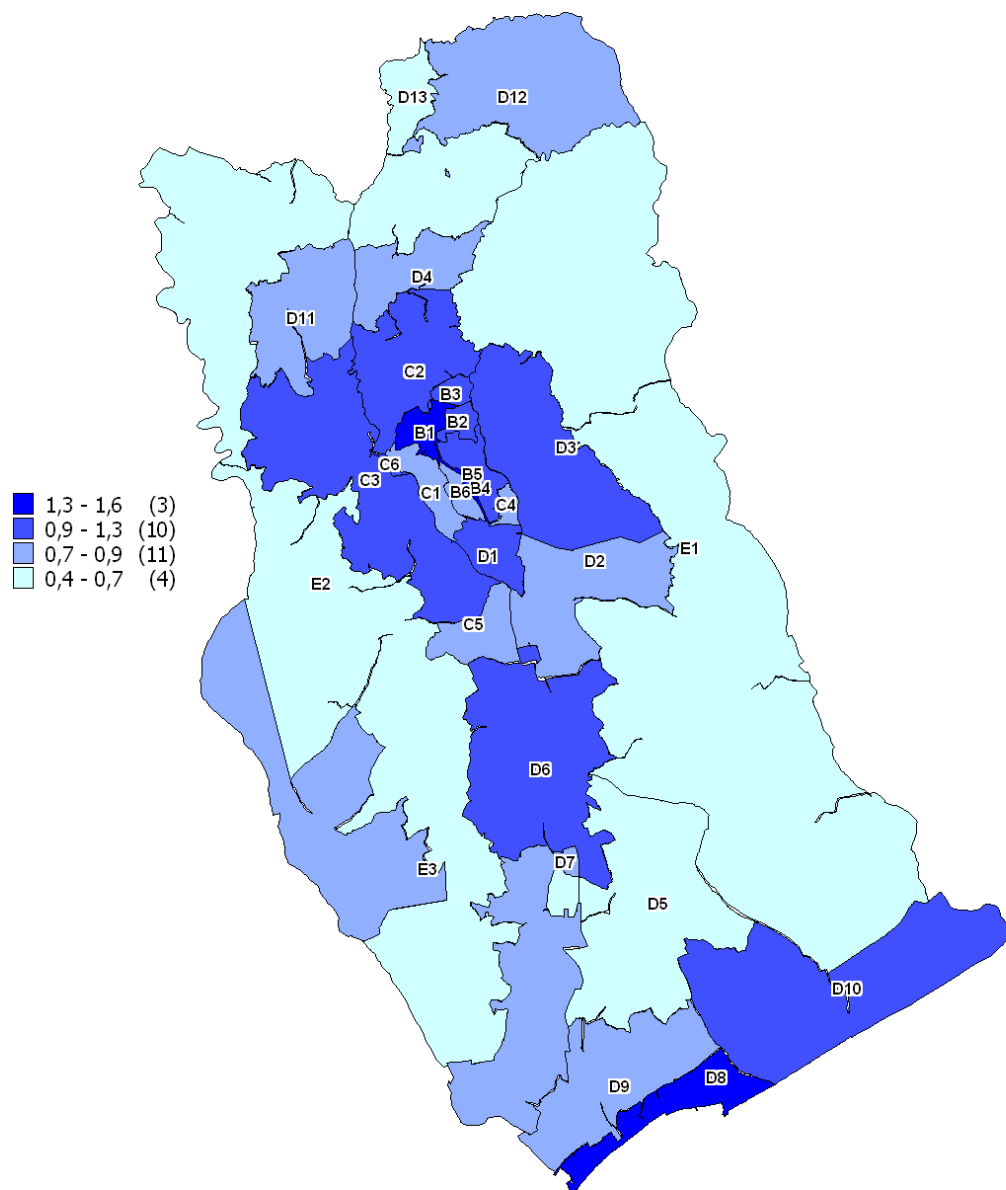 D13
D12
D4
D11
C2
B3
B2
B1
D3
C6
C3
B5
C1
B6
B4
C4
1,3 - 1,6 (3)
0,9 - 1,3 (10)
0,7 - 0,9 (11)
0,4 - 0,7 (4)
E1
D1
D2
E2
C5
D6
D7
E3
D5
D10
D8
D9